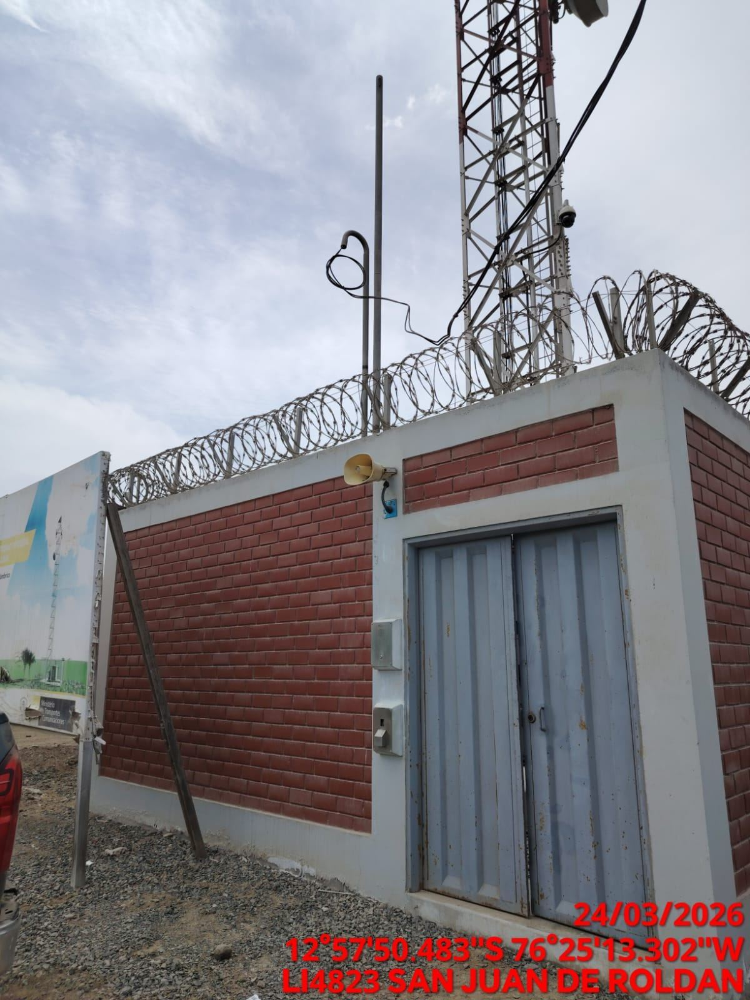 Ministerio
de Transportes
y Comunicaciones
24/03/2026
12°57'50.483"S 76°25'13.302"W
LI4823 SAN JUAN DE ROLDAN